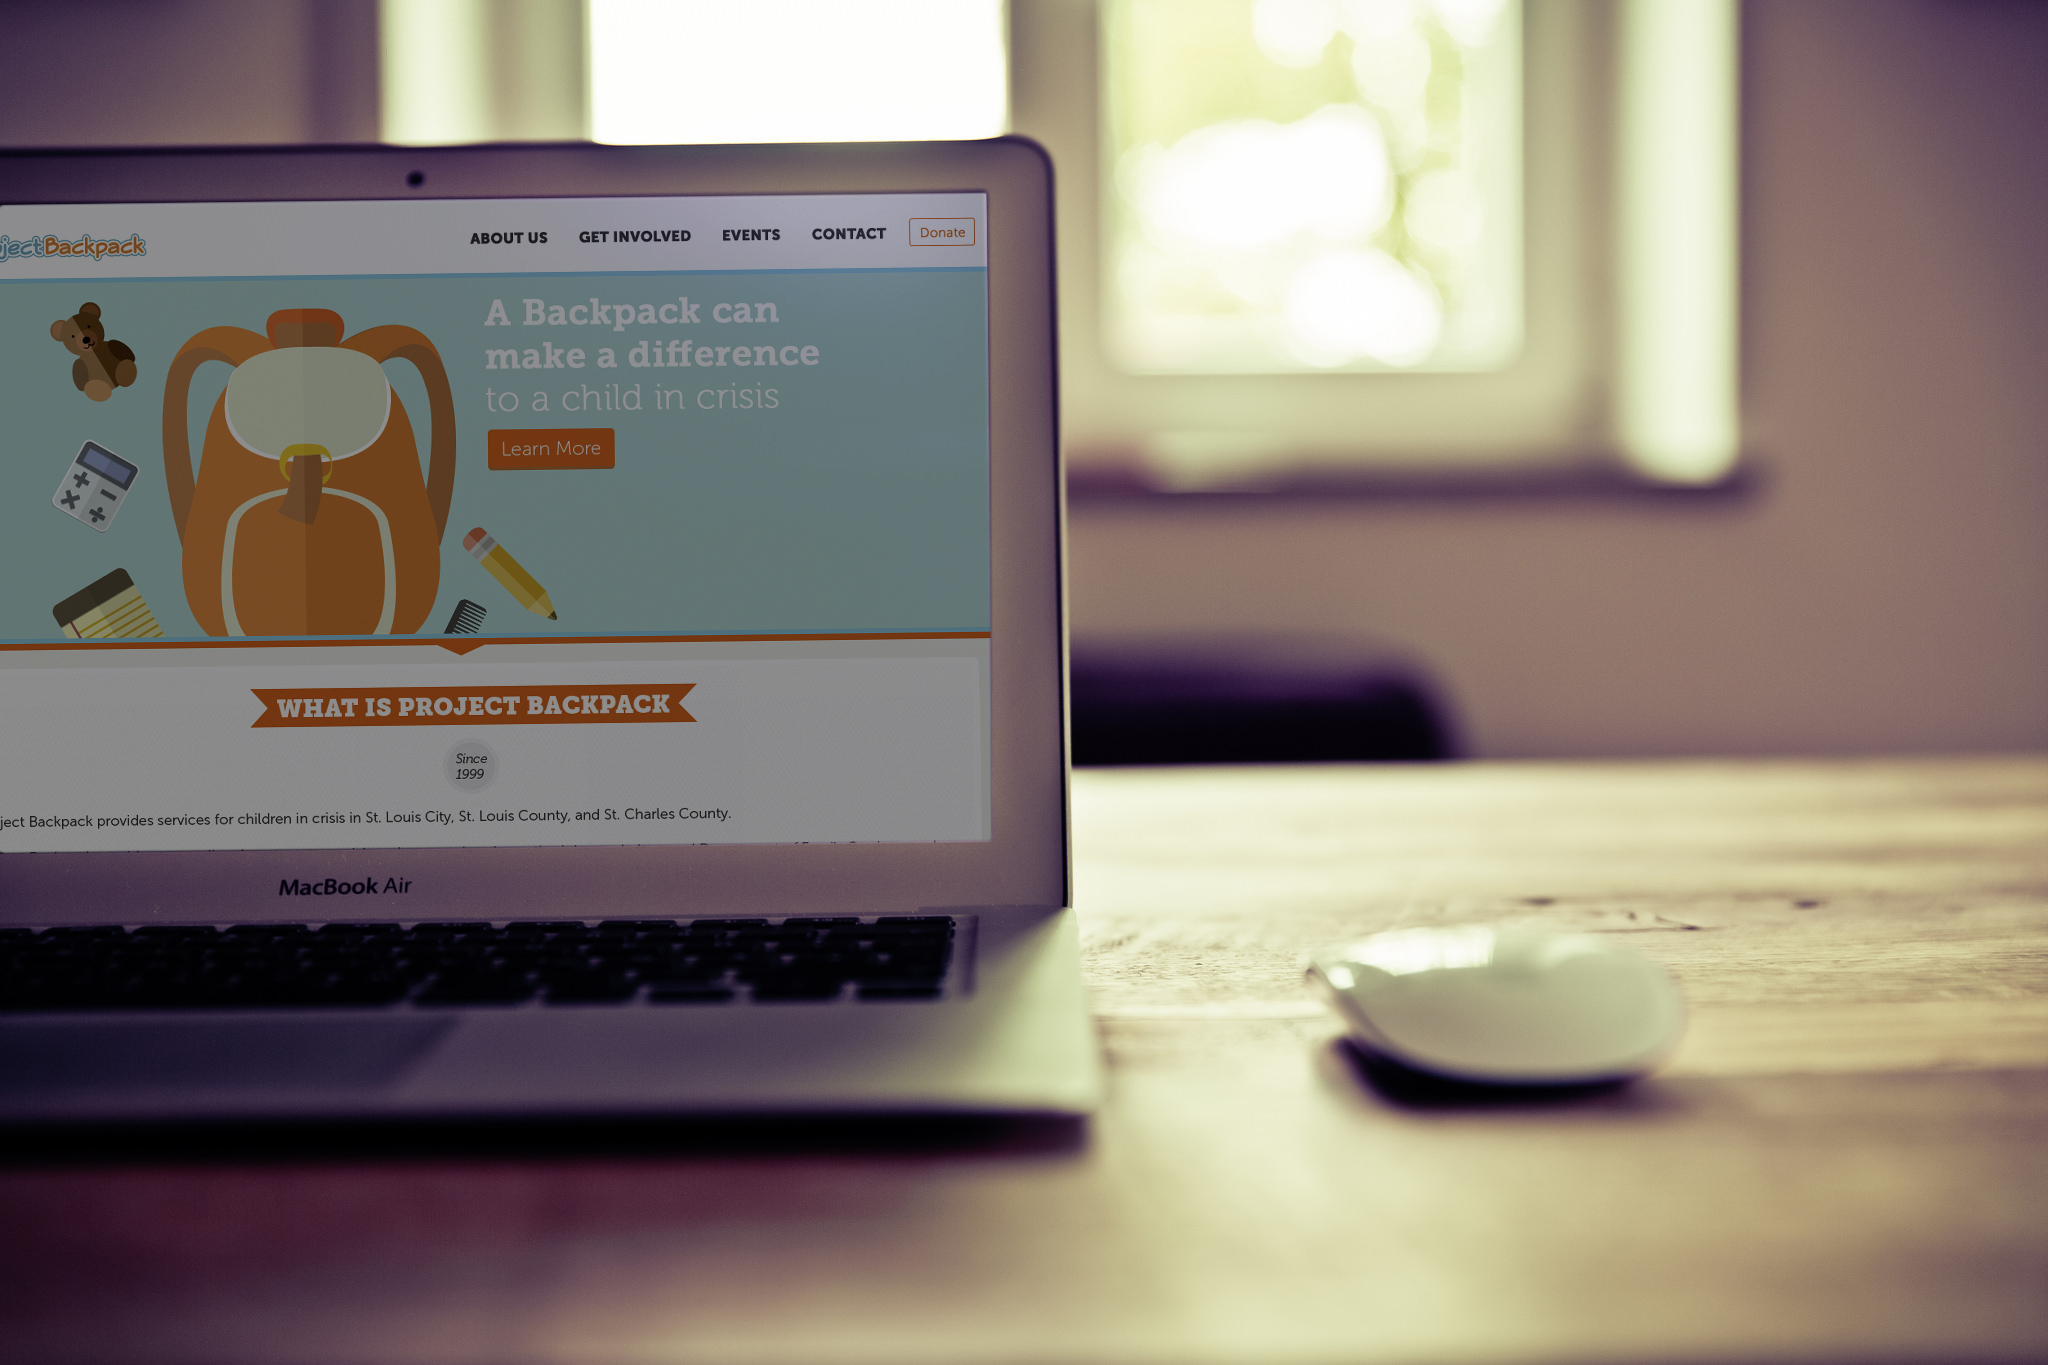 jectBackpack
ABOUT US GET INVOLVED EVENTS CONTACT Donate
A Backpack can
make a difference
to a child in crisis
Learn More
WHAT IS PROJECT BACKPACK
Since
1999
ject Backpack provides services for children in crisis in St. Louis City, St. Louis County, and St. Charles County.
MacBook Air